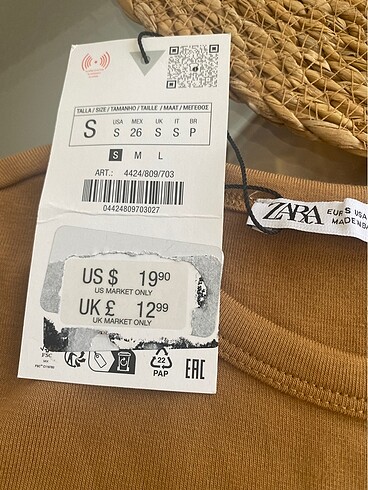 TALLA / SIZE / TAMANHO / TAILLE / MAAT / ΜΕΓΕΘΟΣ
S USA MEX UK IT BR
S 26 S S P
S M L
ART.: 4424/809/703
04424809703027
US $ 19.90
US MARKET ONLY
UK £ 12.99
UK MARKET ONLY
FSC
22
PAP
EAC
ZARA
EUR S USA
MADE IN BA